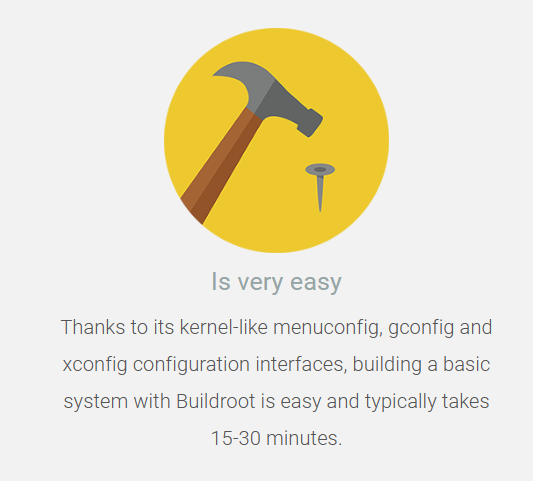 Is very easy
Thanks to its kernel-like menuconfig, gconfig and
xconfig configuration interfaces, building a basic
system with Buildroot is easy and typically takes
15-30 minutes.